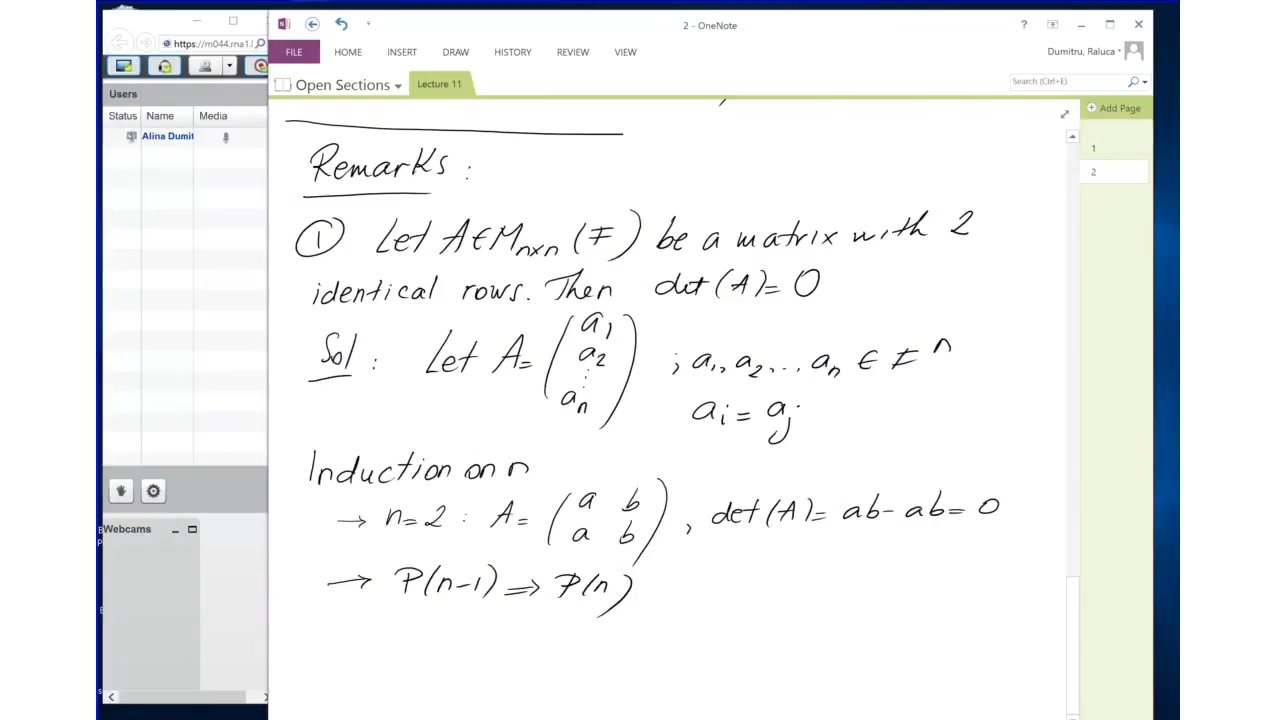 2 - OneNote
https://m044.rna1.l
FILE HOME INSERT DRAW HISTORY REVIEW VIEW
Dumitru, Raluca
Open Sections Lecture 11
Search (Ctrl+E)
Add Page
1
2
Users
Status Name Media
Alina Dumit
Webcams
Remarks :
① Let A∈M_{n×n} (F) be a matrix with 2
identical rows. Then det(A)=0
Sol : Let A= (a_1 a_2 ⋮ a_n) ; a_1, a_2, ... a_n ∈ F^n
a_i = a_j
Induction on n
→ n=2 : A= (a b a b) , det(A)= ab- ab= 0
→ P(n-1) ⇒ P(n)